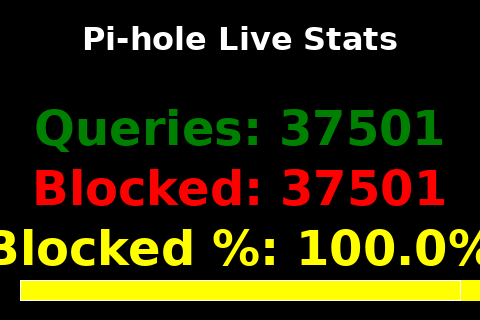 Pi-hole Live Stats
Queries: 37501
Blocked: 37501
Blocked %: 100.0%